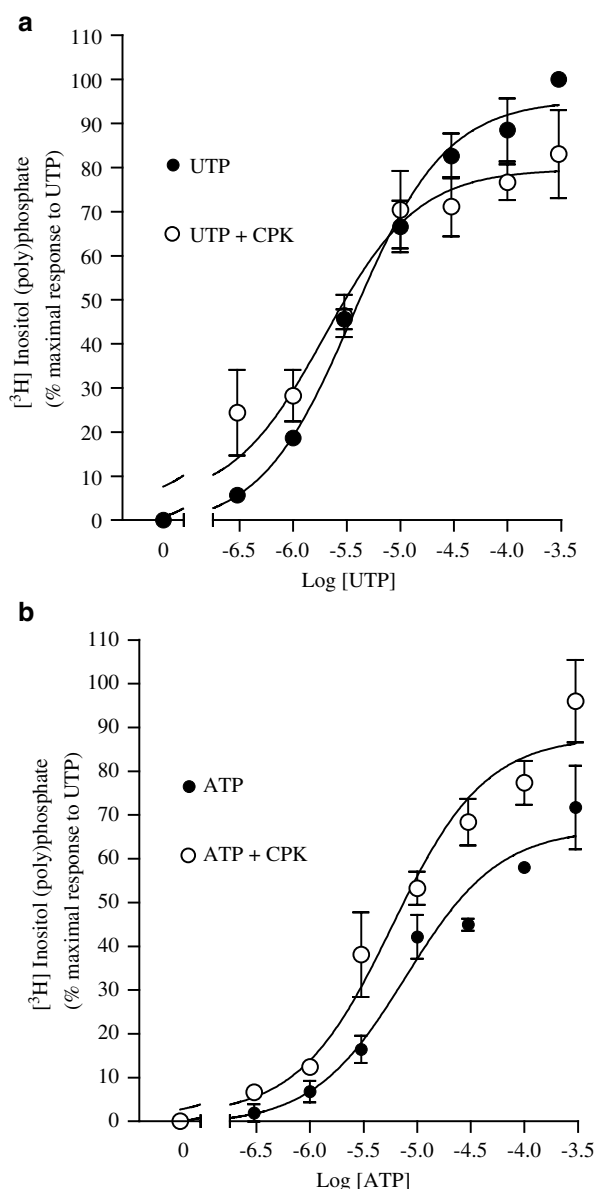 a
[³H] Inositol (poly)phosphate
(% maximal response to UTP)
110
100
90
80
70
60
50
40
30
20
10
0
UTP
UTP + CPK
0 -6.5 -6.0 -5.5 -5.0 -4.5 -4.0 -3.5
Log [UTP]
b
[³H] Inositol (poly)phosphate
(% maximal response to UTP)
110
100
90
80
70
60
50
40
30
20
10
0
ATP
ATP + CPK
0 -6.5 -6.0 -5.5 -5.0 -4.5 -4.0 -3.5
Log [ATP]